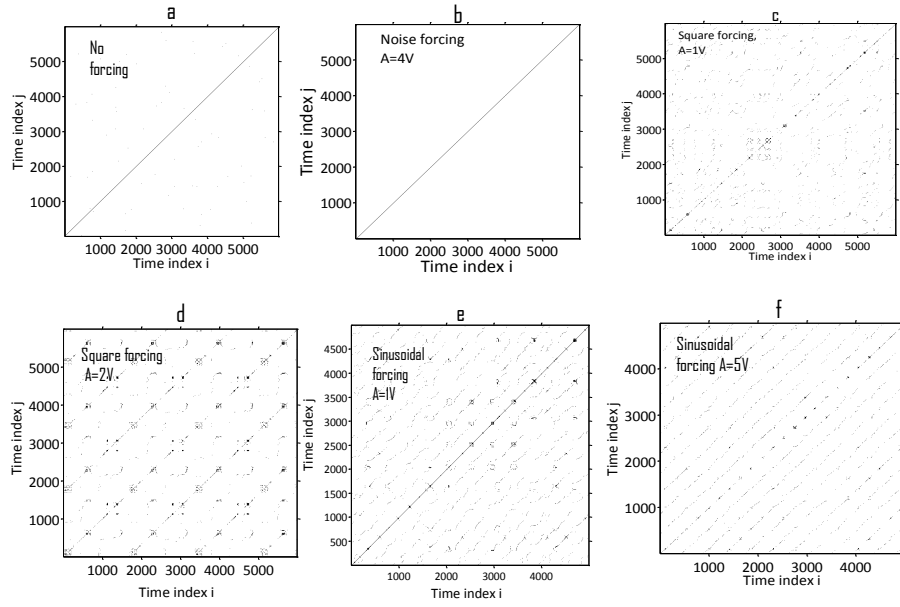 a
No
forcing
5000
4000
3000
2000
1000
Time index j
1000 2000 3000 4000 5000
Time index i
b
Noise forcing
A=4V
5000
4000
3000
2000
1000
Time index j
1000 2000 3000 4000 5000
Time index i
c
Square forcing,
A=1V
5000
4000
3000
2000
1000
Time index j
1000 2000 3000 4000 5000
Time index i
d
Square forcing
A=2V
5000
4000
3000
2000
1000
Time index j
1000 2000 3000 4000 5000
Time index i
e
Sinusoidal
forcing
A=1V
4500
4000
3500
3000
2500
2000
1500
1000
500
Time index j
1000 2000 3000 4000
Time index i
f
Sinusoidal
forcing A=5V
4000
3000
2000
1000
Time index j
1000 2000 3000 4000
Time index i